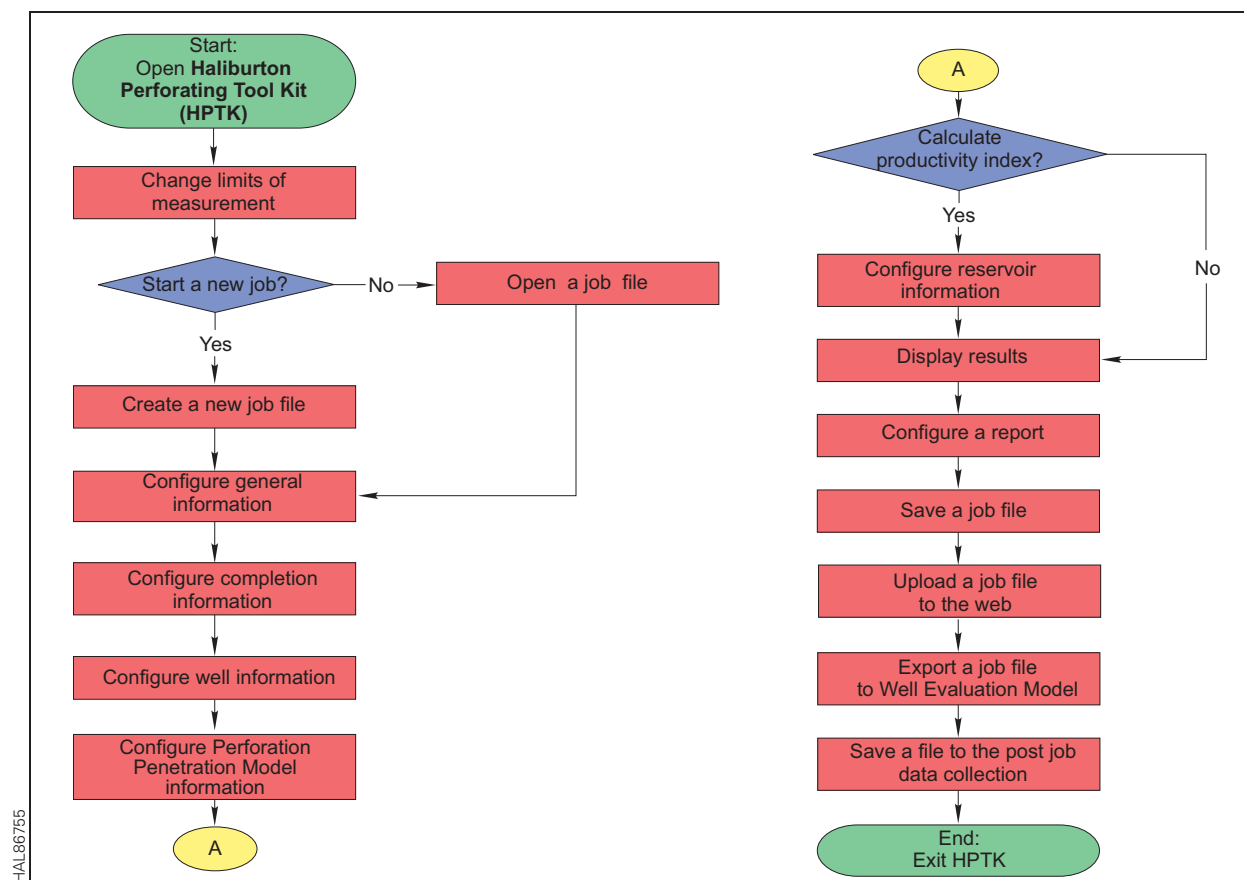 Start:
Open Haliburton
Perforating Tool Kit
(HPTK)
Change limits of
measurement
Start a new job?
No
Open a job file
Yes
Create a new job file
Configure general
information
Configure completion
information
Configure well information
Configure Perforation
Penetration Model
information
A
HAL86755
A
Calculate
productivity index?
Yes
No
Configure reservoir
information
Display results
Configure a report
Save a job file
Upload a job file
to the web
Export a job file
to Well Evaluation Model
Save a file to the post job
data collection
End:
Exit HPTK